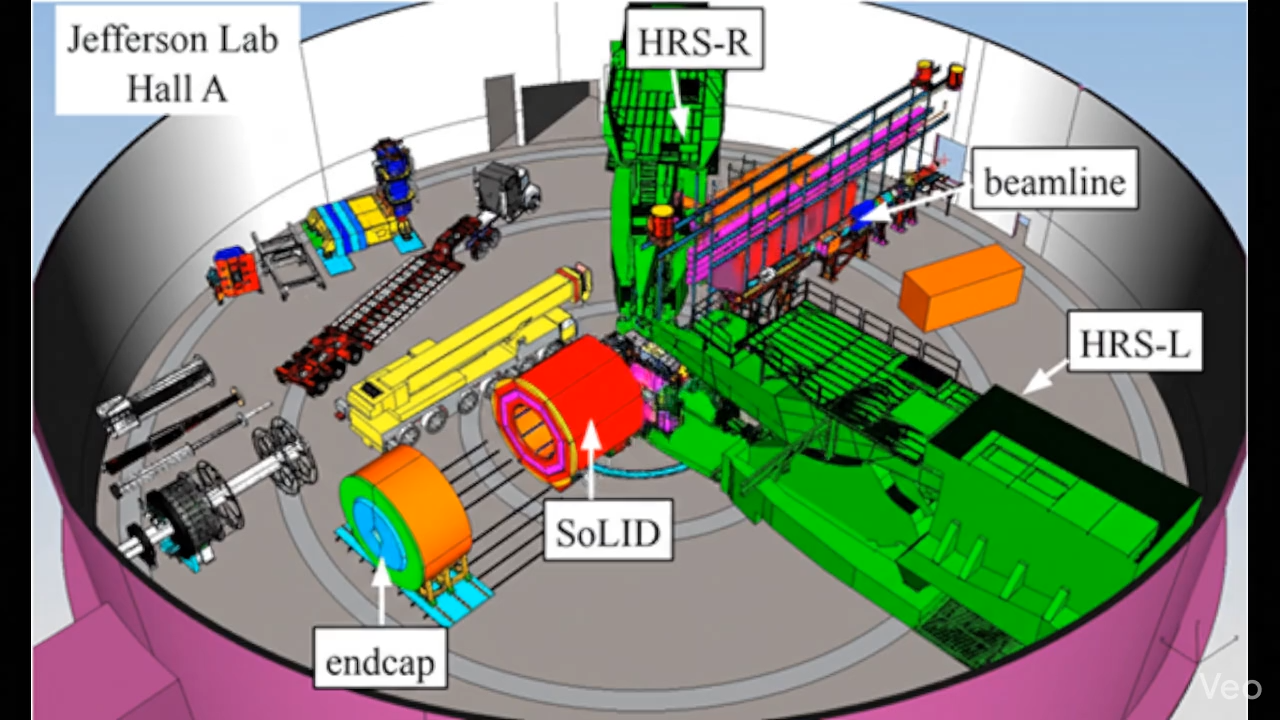 Jefferson Lab
Hall A
HRS-R
beamline
HRS-L
SoLID
endcap
Veo